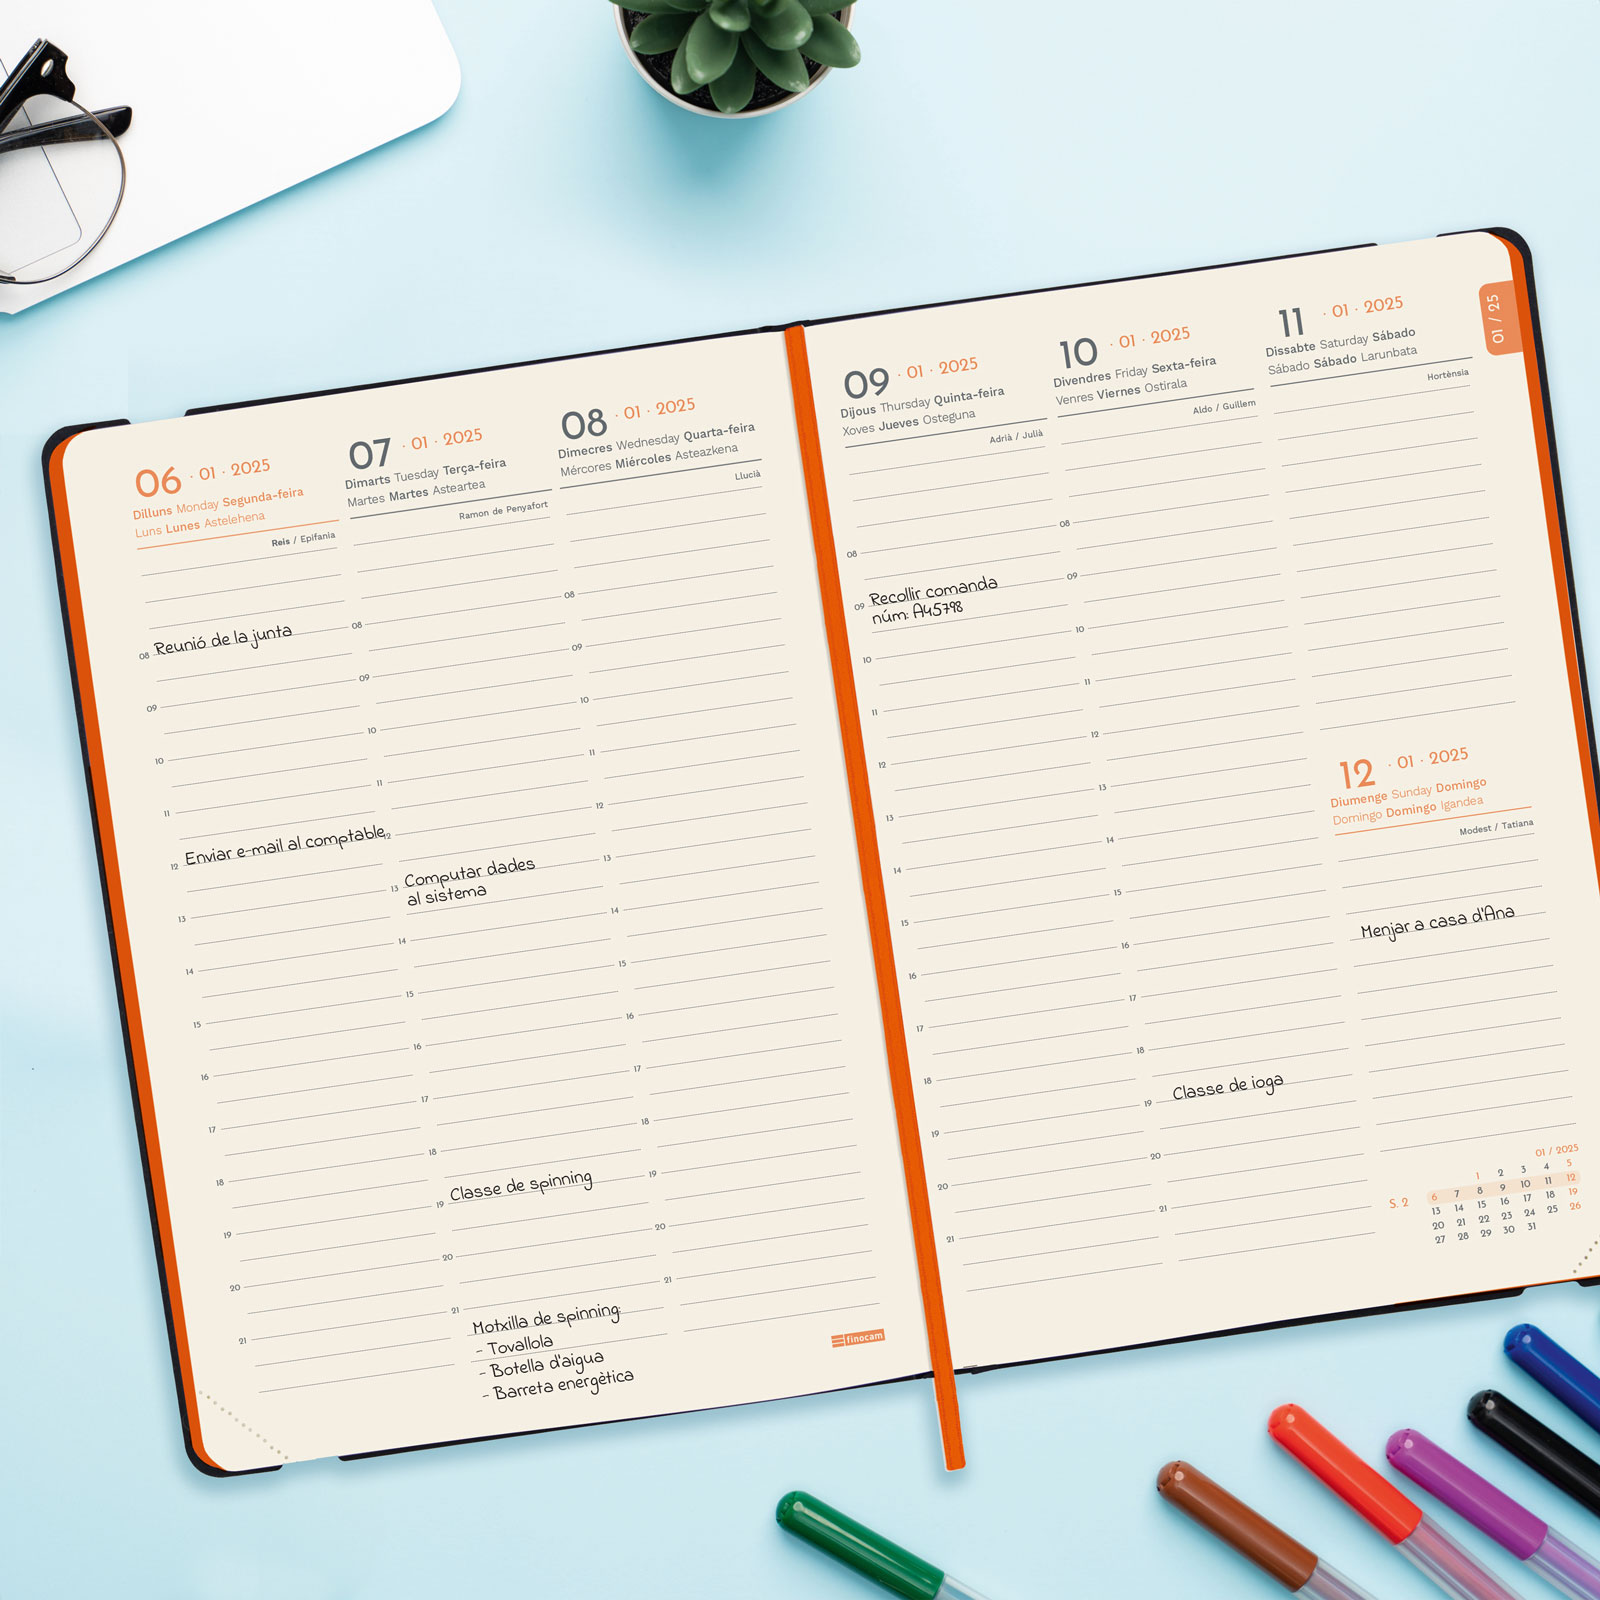 06 · 01 · 2025
Dilluns Monday Segunda-feira
Luns Lunes Astelehena
Reis / Epifania
08 Reunió de la junta
09
10
11
12 Enviar e-mail al comptable
13
14
15
16
17
18
19
20
21
07 · 01 · 2025
Dimarts Tuesday Terça-feira
Martes Martes Asteartea
Ramon de Penyafort
08
09
10
11
12
13 Computar dades
al sistema
14
15
16
17
18
19 Classe de spinning
20
21
Motxilla de spinning:
- Tovallola
- Botella d'aigua
- Barreta energètica
08 · 01 · 2025
Dimecres Wednesday Quarta-feira
Mércores Miércoles Asteazkena
Llucià
08
09
10
11
12
13
14
15
16
17
18
19
20
21
finocam
09 · 01 · 2025
Dijous Thursday Quinta-feira
Xoves Jueves Osteguna
Adrià / Julià
08
09 Recollir comanda
núm: A45798
10
11
12
13
14
15
16
17
18
19
20
21
10 · 01 · 2025
Divendres Friday Sexta-feira
Venres Viernes Ostirala
Aldo / Guillem
08
09
10
11
12
13
14
15
16
17
18
19 Classe de ioga
20
21
11 · 01 · 2025
Dissabte Saturday Sábado
Sábado Sábado Larunbata
Hortènsia
01 / 25
12 · 01 · 2025
Diumenge Sunday Domingo
Domingo Domingo Igandea
Modest / Tatiana
Menjar a casa d'Ana
01 / 2025
1 2 3 4 5
S. 2 6 7 8 9 10 11 12
13 14 15 16 17 18 19
20 21 22 23 24 25 26
27 28 29 30 31